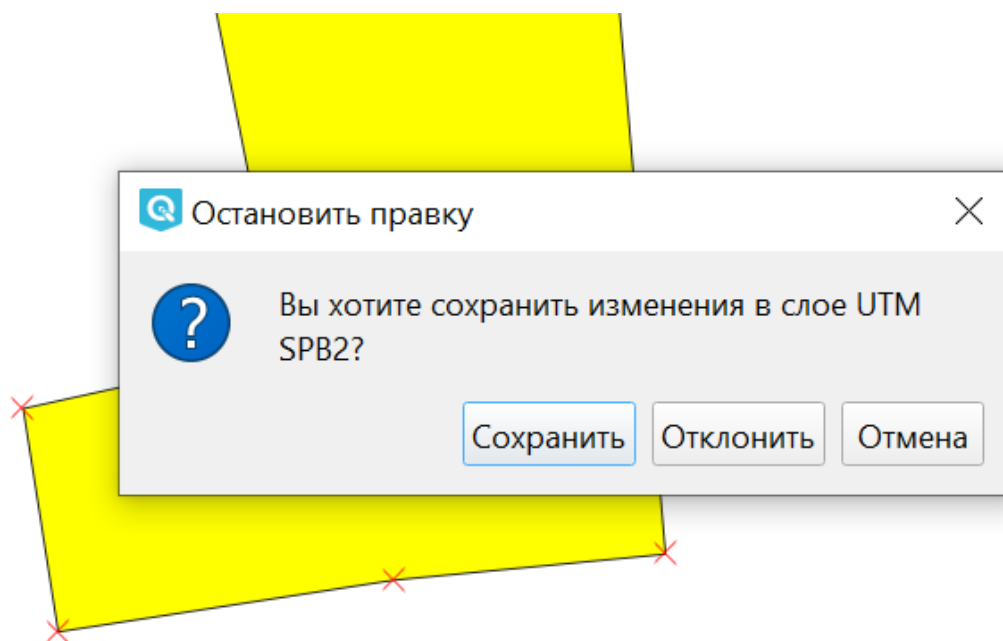 Остановить правку
Вы хотите сохранить изменения в слое UTM
SPB2?
Сохранить Отклонить Отмена